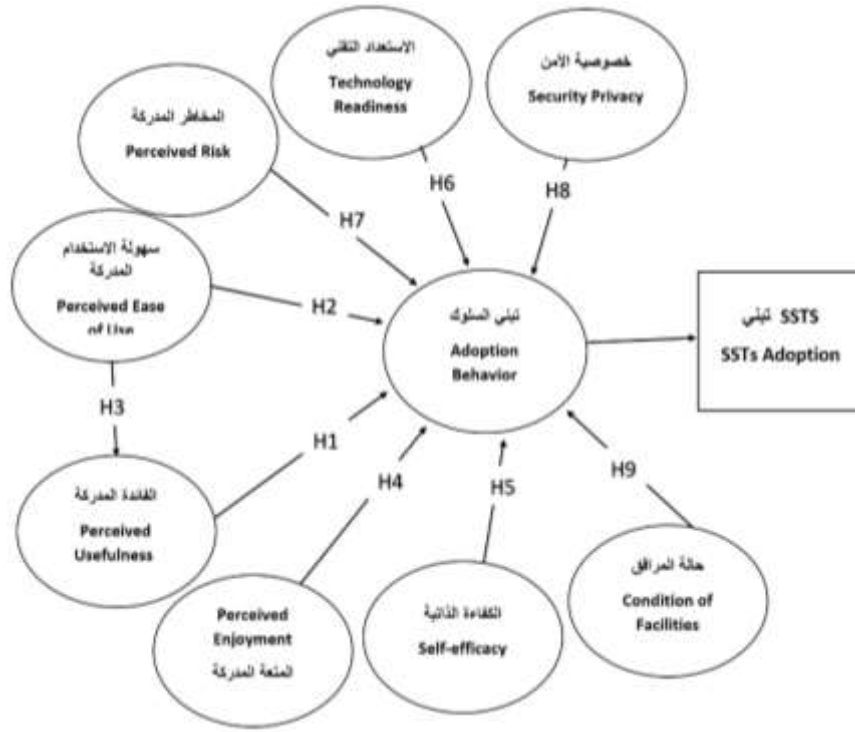 الاستعداد التقني
Technology
Readiness
خصوصية الأمن
Security Privacy
المخاطر المدركة
Perceived Risk
H6
H8
H7
سهولة الاستخدام
المدركة
Perceived Ease
of Use
H2
تبني السلوك
Adoption
Behavior
تبني SSTS
SSTs Adoption
H3
H1
H4
H5
H9
الفائدة المدركة
Perceived
Usefulness
Perceived
Enjoyment
المتعة المدركة
الكفاءة الذاتية
Self-efficacy
حالة المرافق
Condition of
Facilities